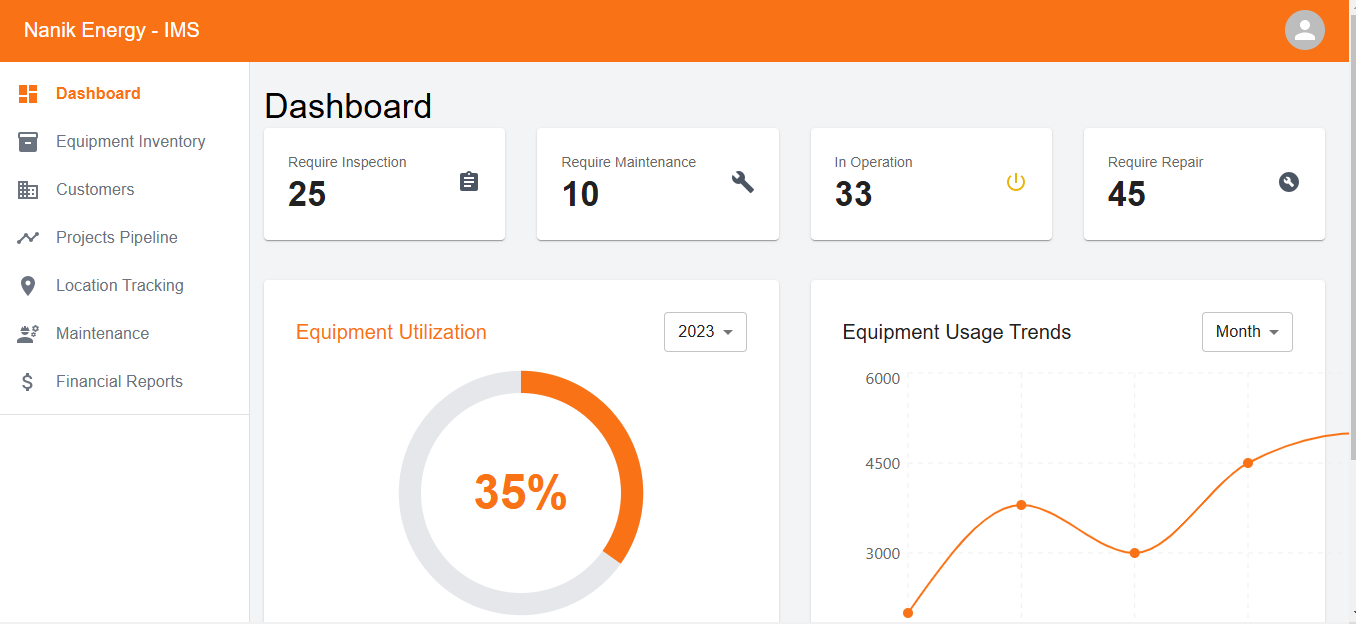 Nanik Energy - IMS
Dashboard
Equipment Inventory
Customers
Projects Pipeline
Location Tracking
Maintenance
Financial Reports
Dashboard
Require Inspection
25
Require Maintenance
10
In Operation
33
Require Repair
45
Equipment Utilization
2023
35%
Equipment Usage Trends
Month
6000
4500
3000